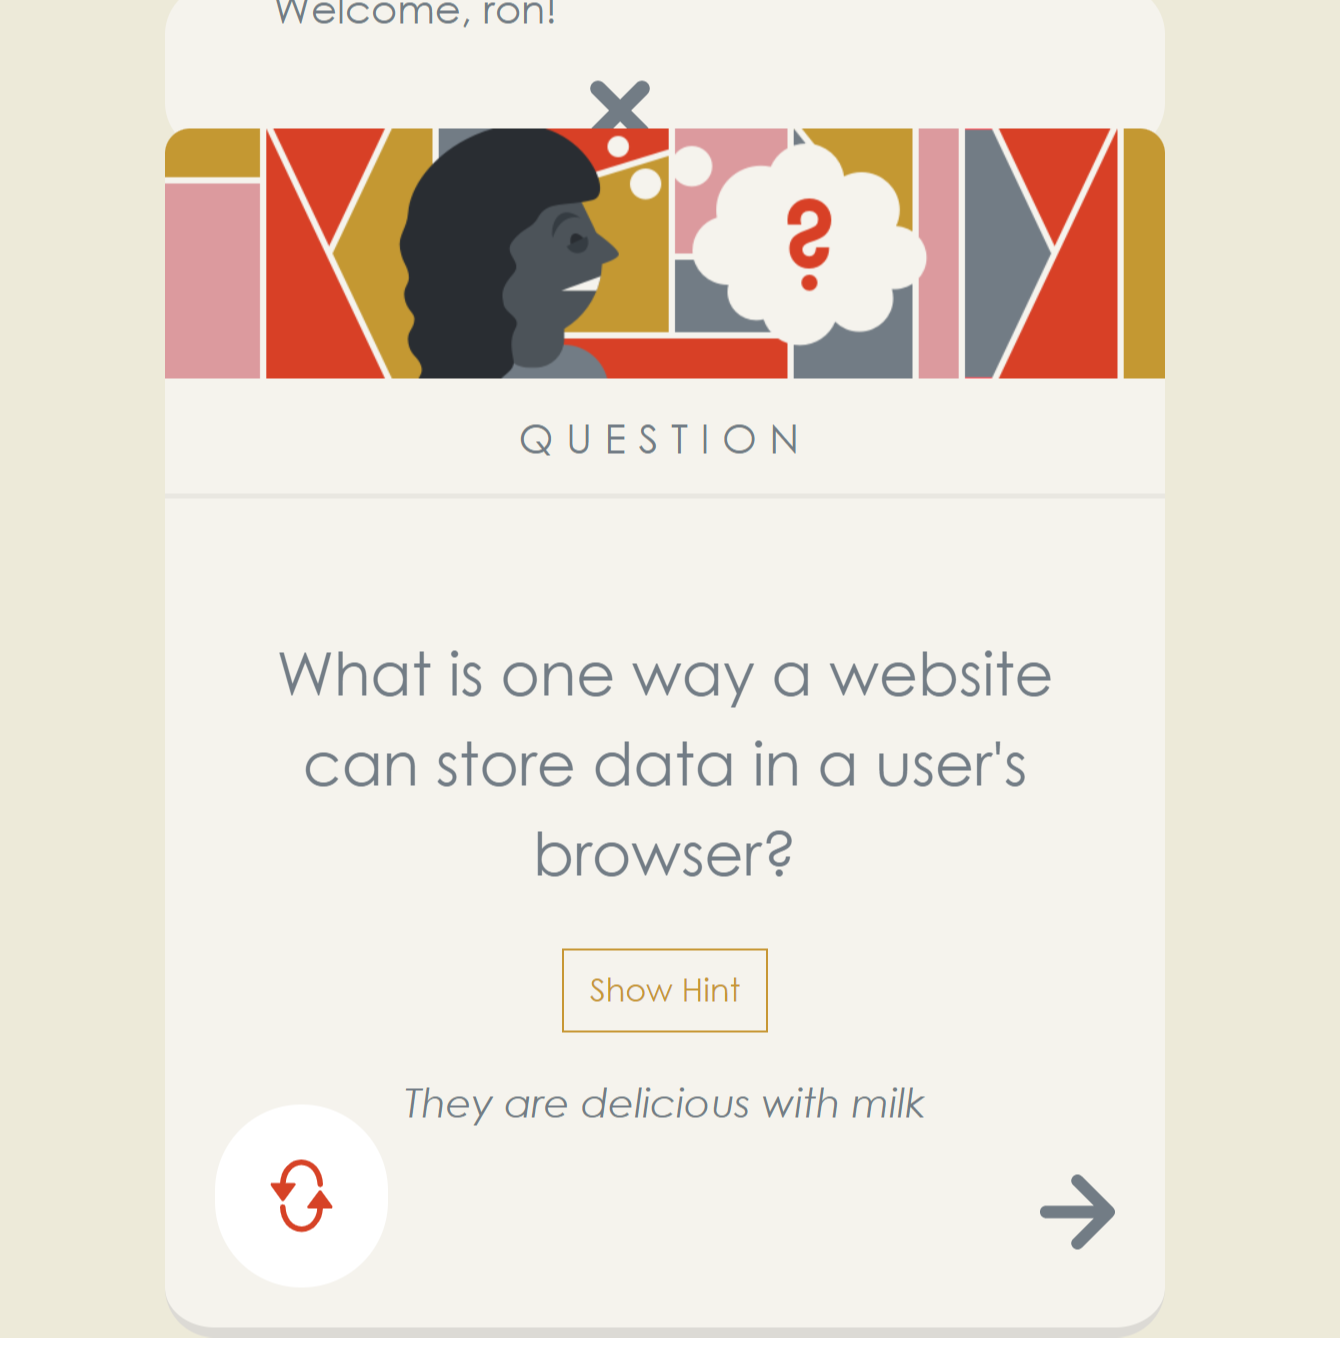 Welcome, ron!
?
QUESTION
What is one way a website
can store data in a user's
browser?
Show Hint
They are delicious with milk